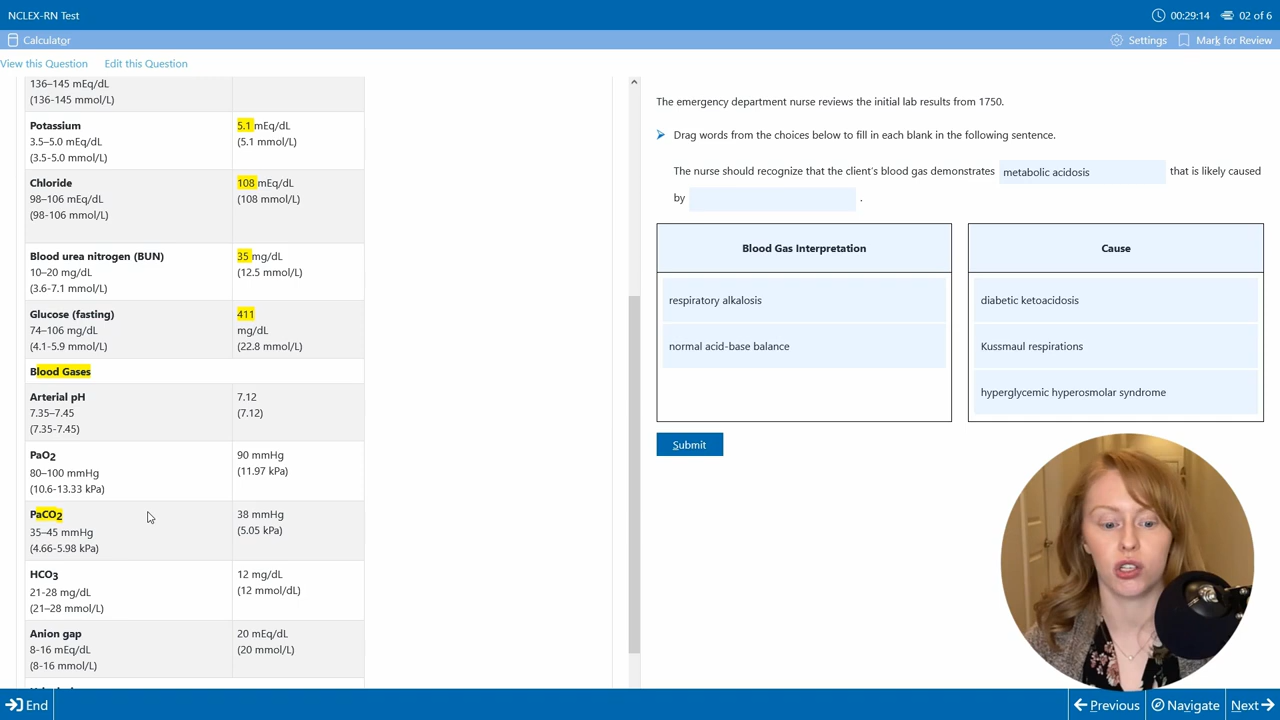 NCLEX-RN Test
00:29:14
02 of 6
Calculator
Settings
Mark for Review
View this Question
Edit this Question
136–145 mEq/dL
(136-145 mmol/L)
Potassium
5.1 mEq/dL
3.5–5.0 mEq/dL
(5.1 mmol/L)
(3.5-5.0 mmol/L)
Chloride
108 mEq/dL
98–106 mEq/dL
(108 mmol/L)
(98-106 mmol/L)
Blood urea nitrogen (BUN)
35 mg/dL
10–20 mg/dL
(12.5 mmol/L)
(3.6-7.1 mmol/L)
Glucose (fasting)
411
74–106 mg/dL
mg/dL
(4.1-5.9 mmol/L)
(22.8 mmol/L)
Blood Gases
Arterial pH
7.12
7.35–7.45
(7.12)
(7.35-7.45)
PaO2
90 mmHg
80–100 mmHg
(11.97 kPa)
(10.6-13.33 kPa)
PaCO2
38 mmHg
35–45 mmHg
(5.05 kPa)
(4.66-5.98 kPa)
HCO3
12 mg/dL
21-28 mg/dL
(12 mmol/dL)
(21–28 mmol/L)
Anion gap
20 mEq/dL
8-16 mEq/dL
(20 mmol/L)
(8-16 mmol/L)
The emergency department nurse reviews the initial lab results from 1750.
Drag words from the choices below to fill in each blank in the following sentence.
The nurse should recognize that the client's blood gas demonstrates metabolic acidosis that is likely caused
by .
Blood Gas Interpretation
respiratory alkalosis
normal acid-base balance
Cause
diabetic ketoacidosis
Kussmaul respirations
hyperglycemic hyperosmolar syndrome
Submit
End
Previous
Navigate
Next